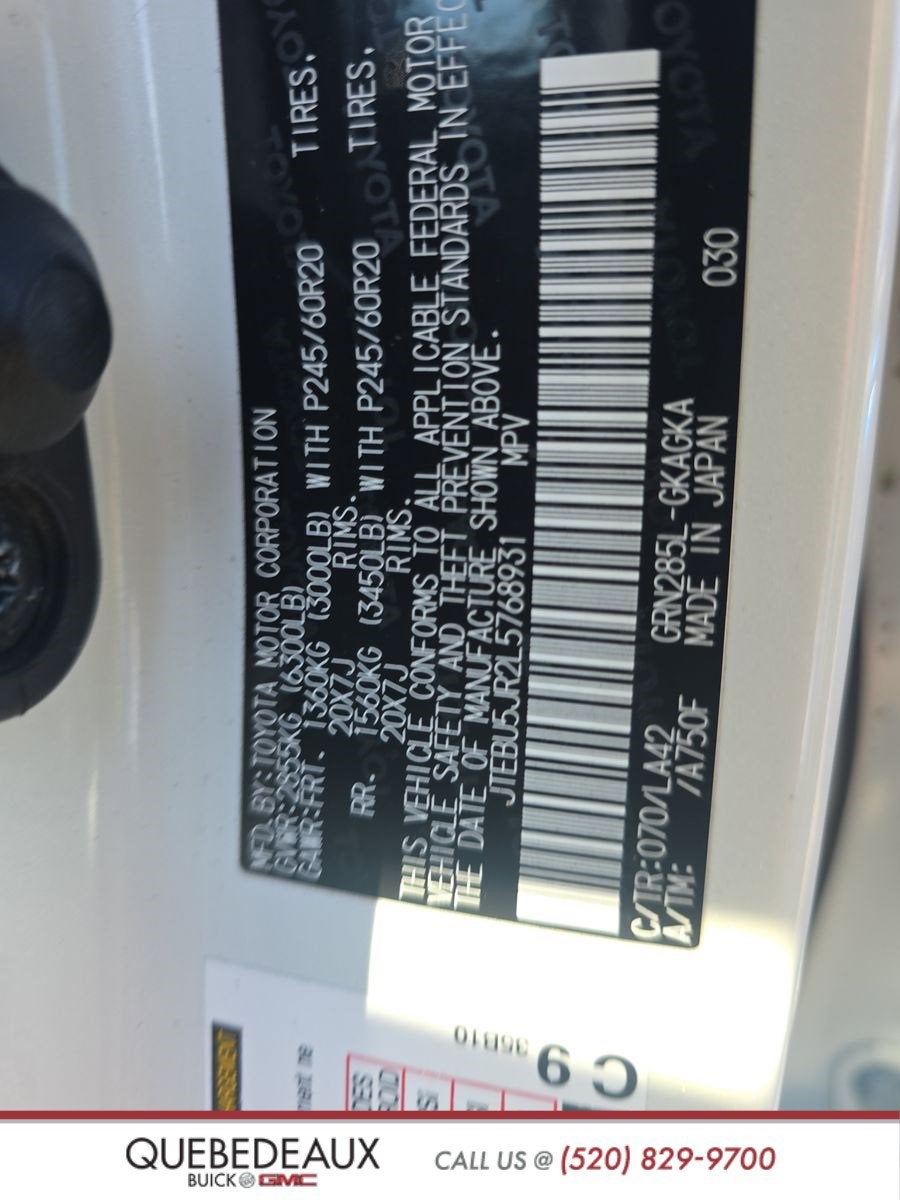 MFD. BY: TOYOTA MOTOR CORPORATION
GVWR: 2855KG (6300LB)
GAWR: FRT. 1360KG (3000LB) WITH P245/60R20 TIRES,
20X7J RIMS.
RR. 1560KG (3450LB) WITH P245/60R20 TIRES,
20X7J RIMS.
THIS VEHICLE CONFORMS TO ALL APPLICABLE FEDERAL MOTOR
VEHICLE SAFETY AND THEFT PREVENTION STANDARDS IN EFFEC
THE DATE OF MANUFACTURE SHOWN ABOVE.
JTEBU5JR2L5768931 MPV
C/TR: 070/LA42 GRN285L-GKAGKA
A/TM: /A750F MADE IN JAPAN 030
C 9
35B10
QUEBEDEAUX
BUICK GMC
CALL US @ (520) 829-9700